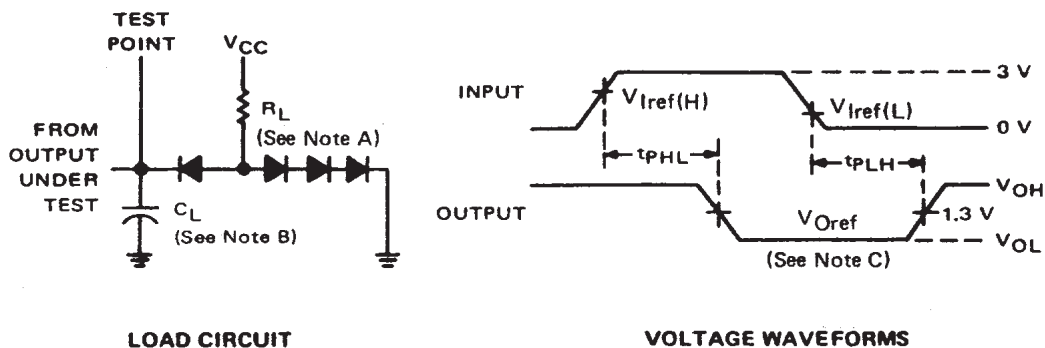 TEST
POINT
VCC
RL
(See Note A)
FROM
OUTPUT
UNDER
TEST
CL
(See Note B)
LOAD CIRCUIT
INPUT
VIref(H)
VIref(L)
3 V
0 V
tPHL
tPLH
OUTPUT
VOref
(See Note C)
VOH
1.3 V
VOL
VOLTAGE WAVEFORMS